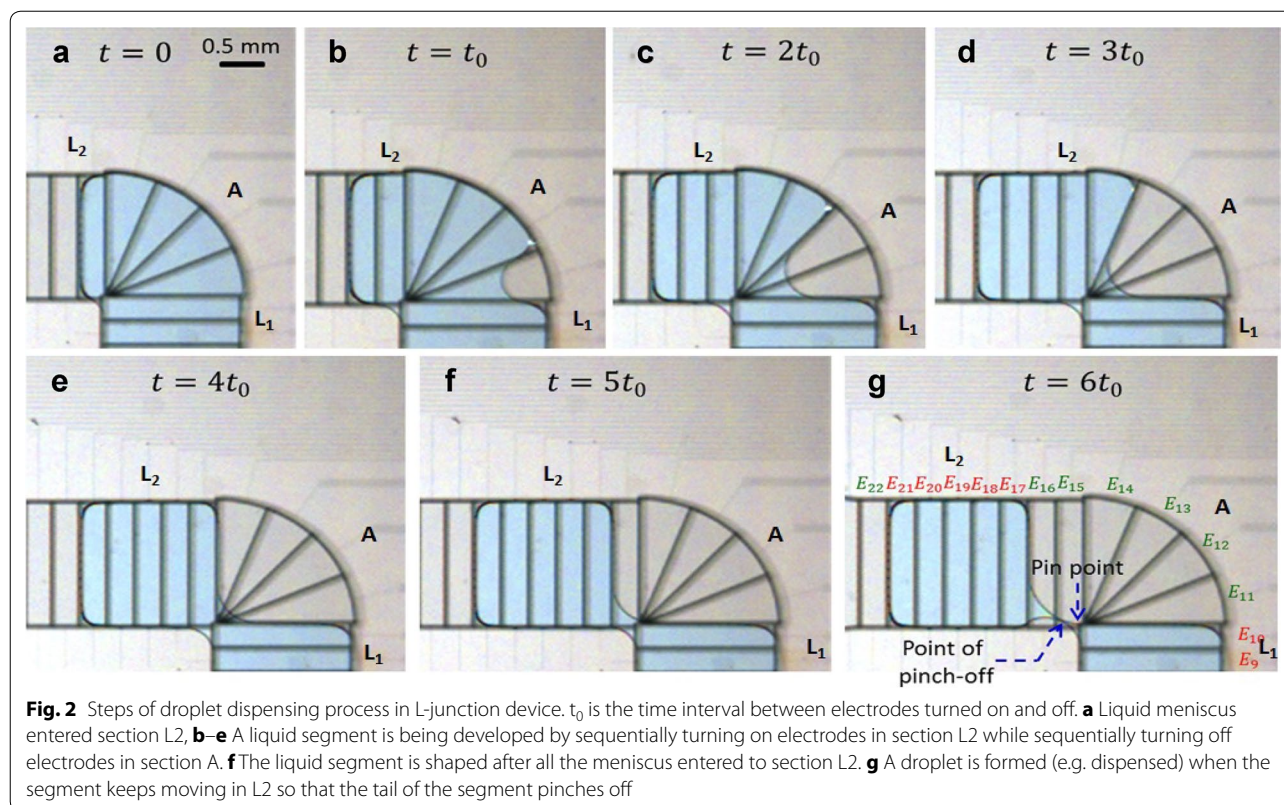 a t = 0 0.5 mm
b t = t₀
c t = 2t₀
d t = 3t₀
L₂ A L₁
L₂ A L₁
L₂ A L₁
L₂ A L₁
e t = 4t₀
f t = 5t₀
g t = 6t₀
L₂ A L₁
L₂ A L₁
L₂
E₂₂ E₂₁ E₂₀ E₁₉ E₁₈ E₁₇ E₁₆ E₁₅ E₁₄
E₁₃ A
E₁₂
Pin point
E₁₁
Point of
pinch-off
E₁₀ L₁
E₉
Fig. 2 Steps of droplet dispensing process in L-junction device. t₀ is the time interval between electrodes turned on and off. a Liquid meniscus
entered section L2, b–e A liquid segment is being developed by sequentially turning on electrodes in section L2 while sequentially turning off
electrodes in section A. f The liquid segment is shaped after all the meniscus entered to section L2. g A droplet is formed (e.g. dispensed) when the
segment keeps moving in L2 so that the tail of the segment pinches off